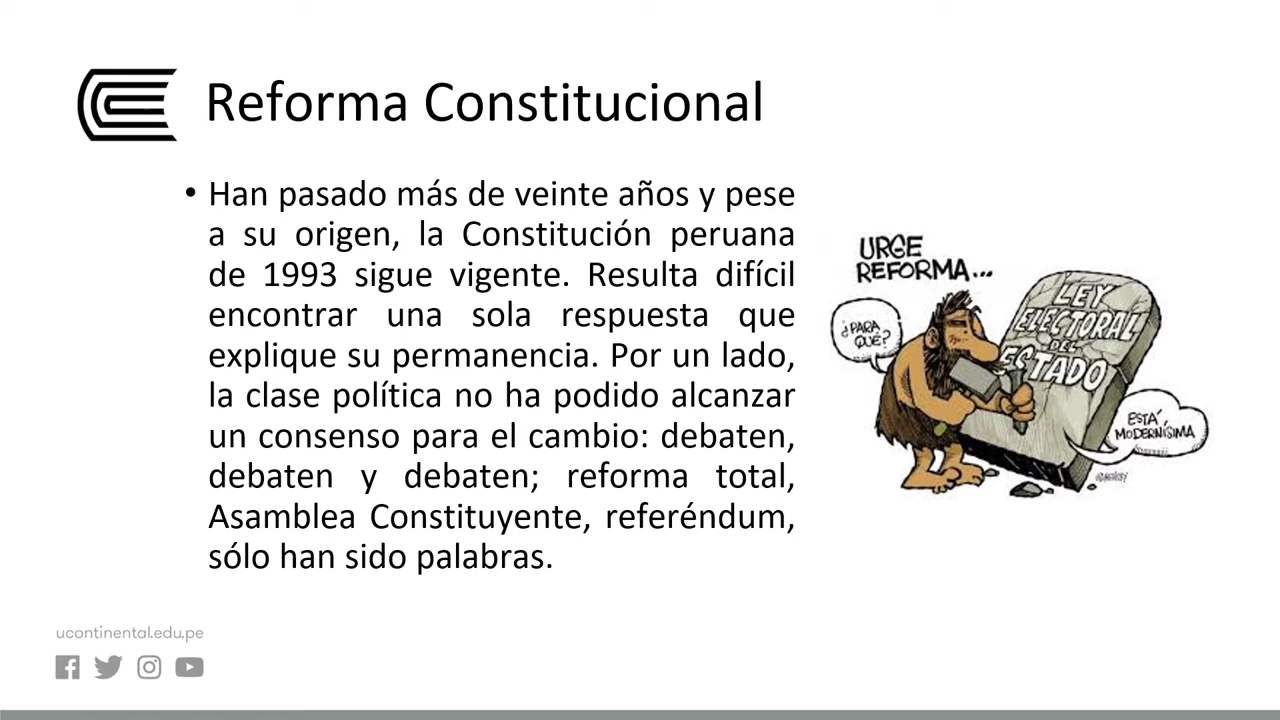 Reforma Constitucional
• Han pasado más de veinte años y pese
a su origen, la Constitución peruana
de 1993 sigue vigente. Resulta difícil
encontrar una sola respuesta que
explique su permanencia. Por un lado,
la clase política no ha podido alcanzar
un consenso para el cambio: debaten,
debaten y debaten; reforma total,
Asamblea Constituyente, referéndum,
sólo han sido palabras.
URGE
REFORMA...
¿PARA
QUÉ?
LEY
ELECTORAL
DEL
ESTADO
ESTÁ
MODERNÍSIMA
ucontinental.edu.pe